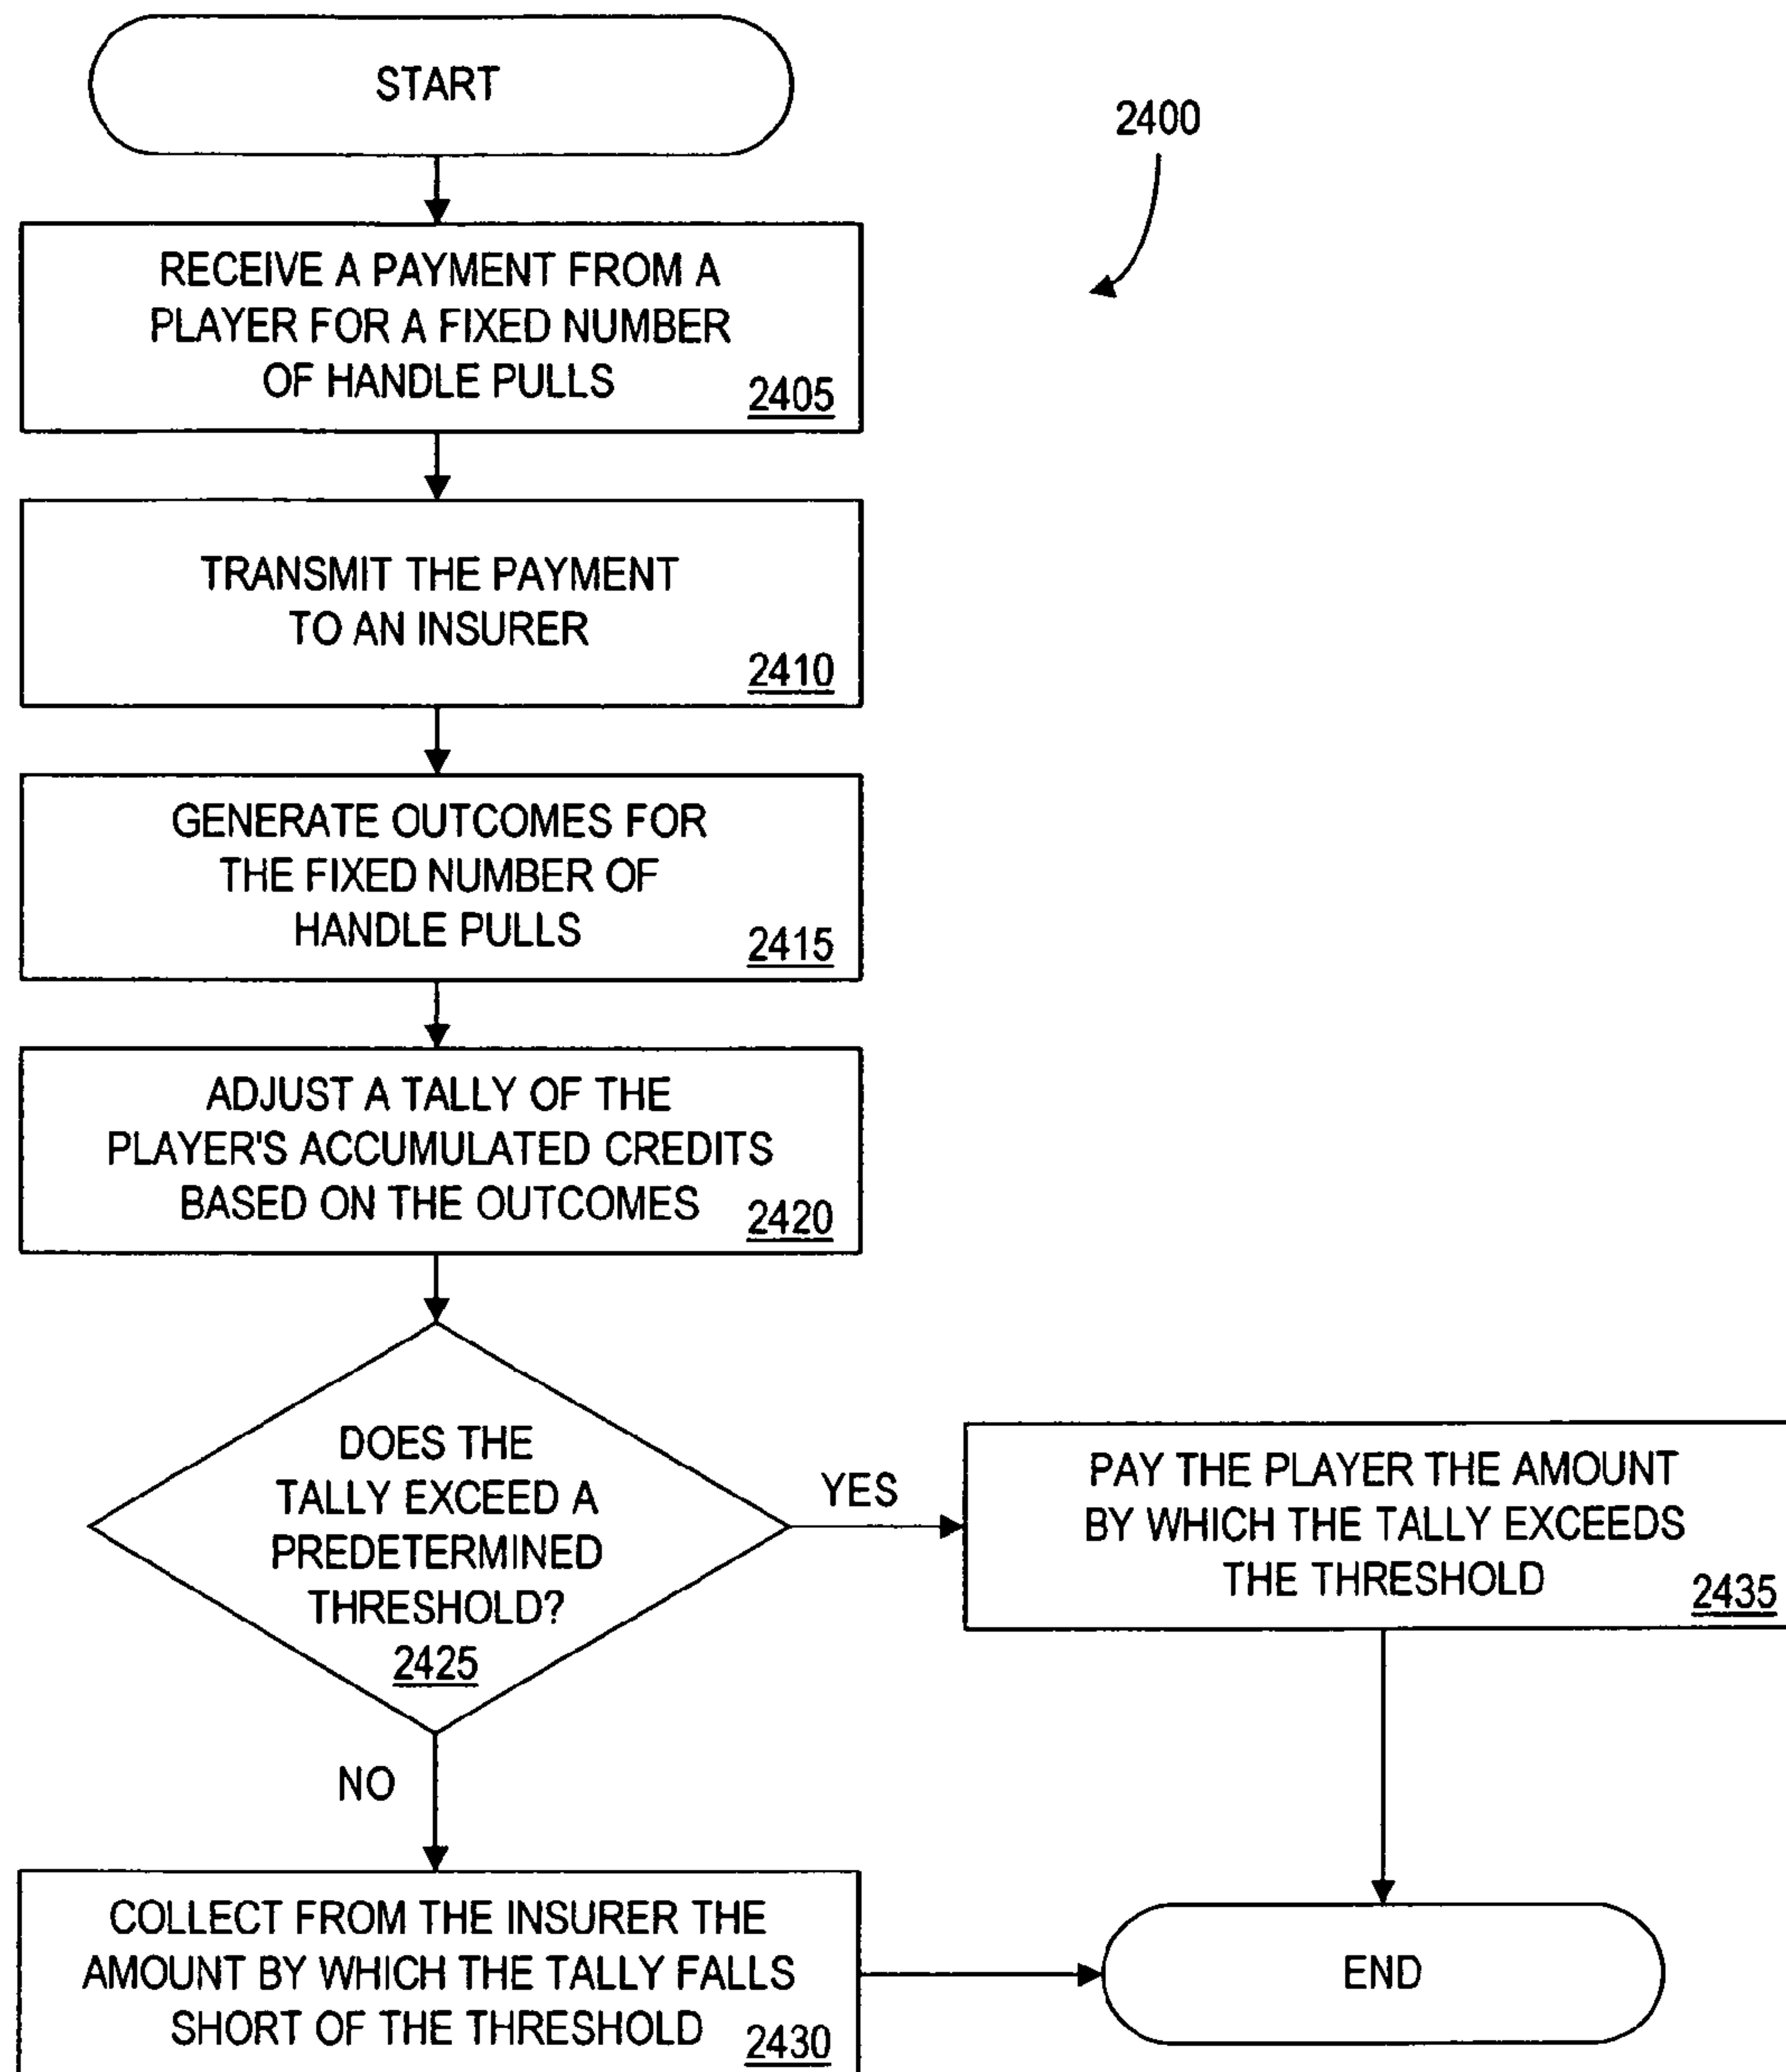 START
2400
RECEIVE A PAYMENT FROM A
PLAYER FOR A FIXED NUMBER
OF HANDLE PULLS
2405
TRANSMIT THE PAYMENT
TO AN INSURER
2410
GENERATE OUTCOMES FOR
THE FIXED NUMBER OF
HANDLE PULLS
2415
ADJUST A TALLY OF THE
PLAYER'S ACCUMULATED CREDITS
BASED ON THE OUTCOMES
2420
DOES THE
TALLY EXCEED A
PREDETERMINED
THRESHOLD?
2425
YES
PAY THE PLAYER THE AMOUNT
BY WHICH THE TALLY EXCEEDS
THE THRESHOLD
2435
NO
COLLECT FROM THE INSURER THE
AMOUNT BY WHICH THE TALLY FALLS
SHORT OF THE THRESHOLD
2430
END